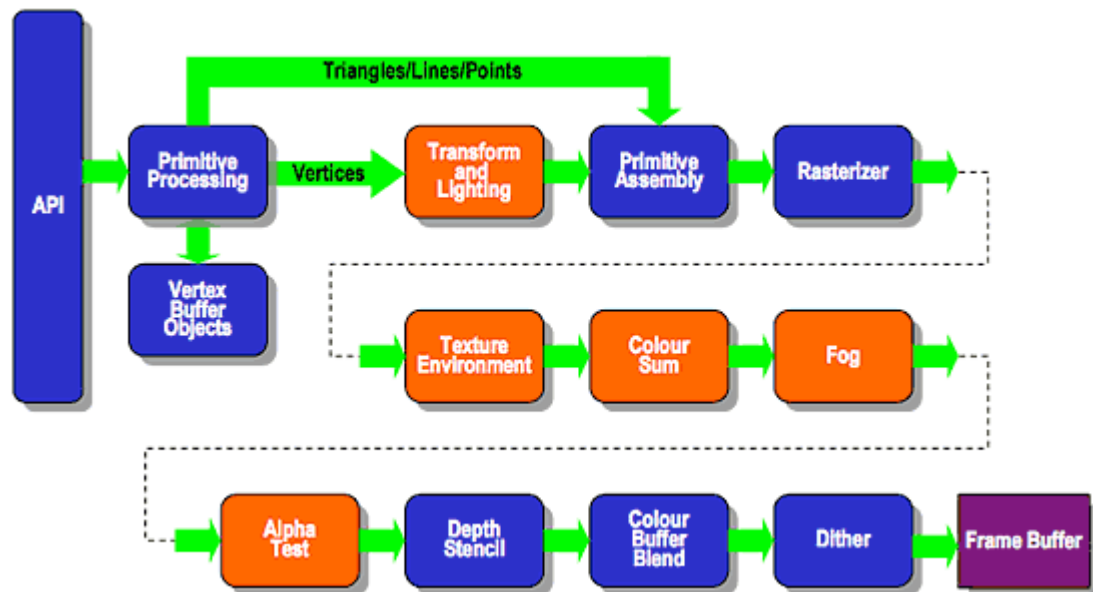 Triangles/Lines/Points
API
Primitive
Processing
Vertices
Transform
and
Lighting
Primitive
Assembly
Rasterizer
Vertex
Buffer
Objects
Texture
Environment
Colour
Sum
Fog
Alpha
Test
Depth
Stencil
Colour
Buffer
Blend
Dither
Frame Buffer